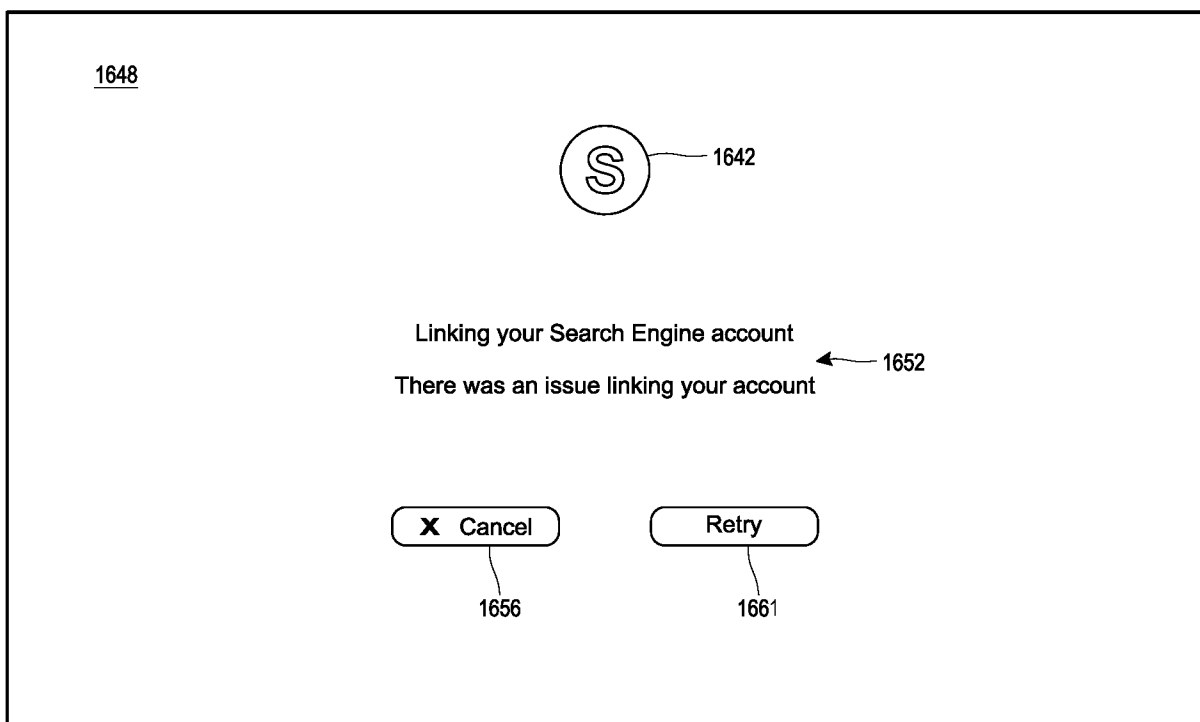 1648
S
1642
Linking your Search Engine account
1652
There was an issue linking your account
X Cancel
Retry
1656
1661